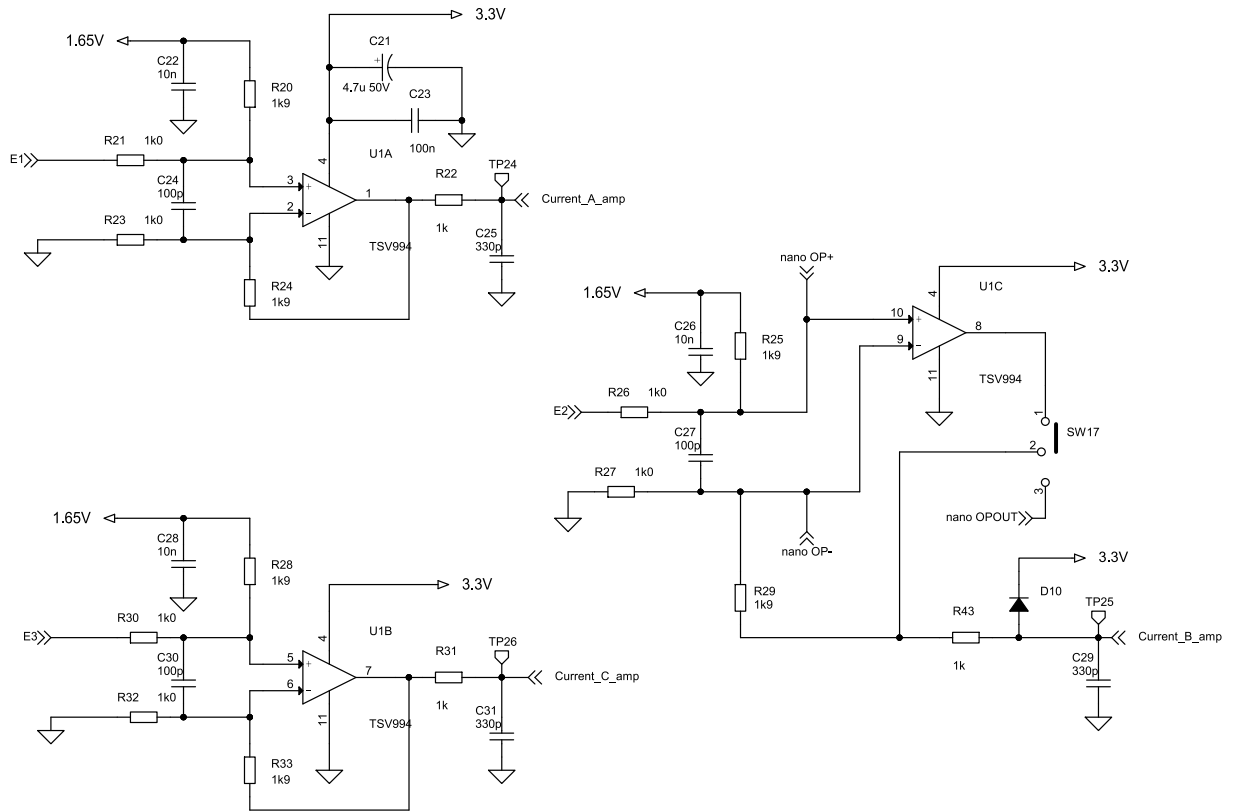 3.3V
1.65V
C21
4.7u 50V
C22
10n
R20
1k9
C23
100n
R21 1k0
U1A
4
E1
C24
100p
3
+
2
−
1
R22
1k
TP24
Current_A_amp
R23 1k0
11
TSV994
C25
330p
R24
1k9
nano OP+
3.3V
1.65V
4
U1C
C26
10n
R25
1k9
10
+
9
−
8
11
TSV994
R26 1k0
E2
C27
100p
1
2
SW17
3
R27 1k0
nano OPOUT
nano OP-
1.65V
C28
10n
R28
1k9
3.3V
R29
1k9
3.3V
D10
R43
1k
TP25
Current_B_amp
C29
330p
R30 1k0
U1B
4
E3
C30
100p
5
+
6
−
7
R31
1k
TP26
Current_C_amp
R32 1k0
11
TSV994
C31
330p
R33
1k9